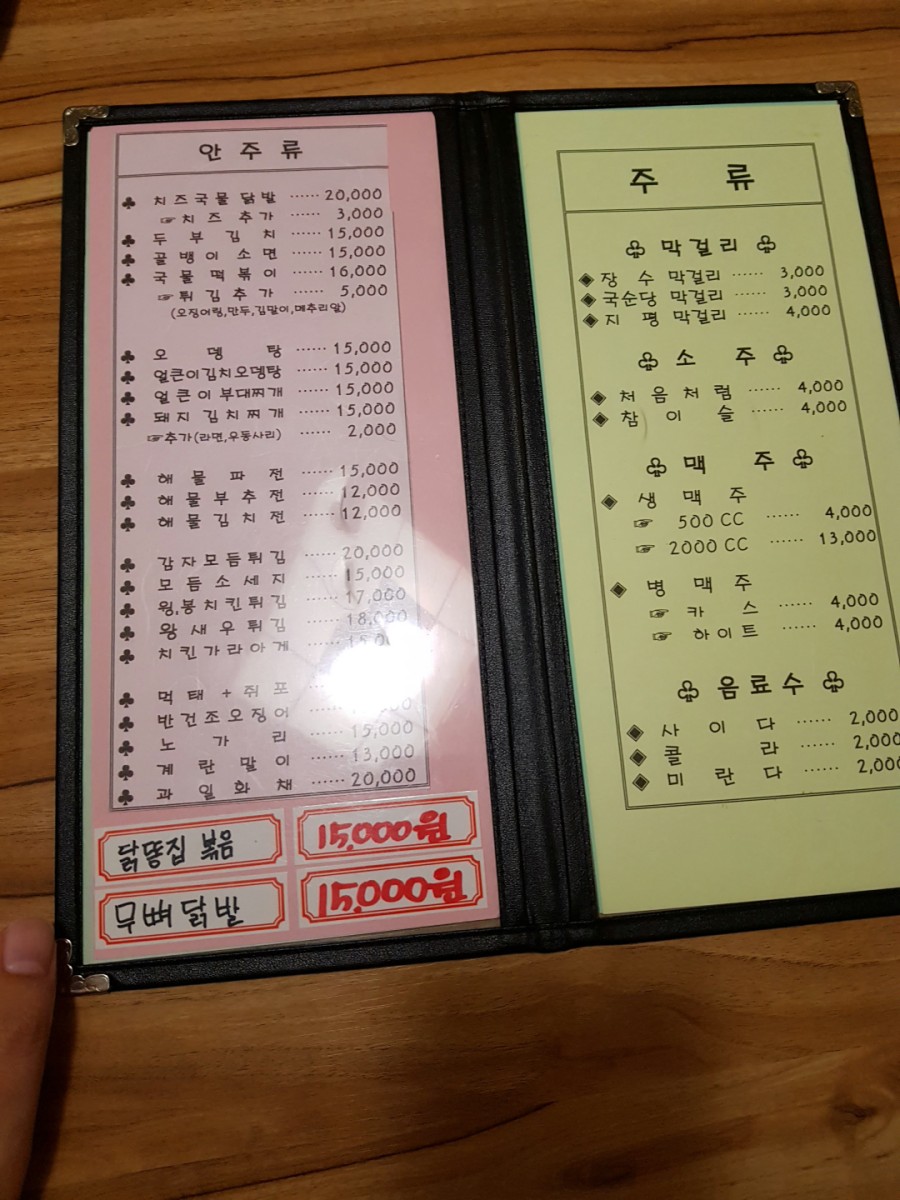 안 주 류
♣ 치즈국물 닭발 ······ 20,000
☞ 치 즈 추 가 ······ 3,000
♣ 두 부 김 치 ······ 15,000
♣ 골뱅이 소면 ······ 15,000
♣ 국물떡볶이 ······ 16,000
☞ 튀김추가 ······ 5,000
(오징어링,만두,김말이,메추리알)
♣ 오 뎅 탕 ······ 15,000
♣ 얼큰이김치오뎅탕 ······ 15,000
♣ 얼큰이부대찌개 ······ 15,000
♣ 돼지김치찌개 ······ 15,000
☞추가(라면,우동사리) ······ 2,000
♣ 해 물 파 전 ······ 15,000
♣ 해 물 부 추 전 ······ 12,000
♣ 해 물 김 치 전 ······ 12,000
♣ 감자모듬튀김 ······ 20,000
♣ 모듬소세지 ······ 15,000
♣ 윙,봉치킨튀김 ······ 17,000
♣ 왕새우튀김 ······ 18,000
♣ 치킨가라아게 ······
♣ 먹 태 + 쥐 포
♣ 반건조오징어
♣ 노 가 리 ······ 15,000
♣ 계 란 말 이 ······ 13,000
♣ 과 일 화 채 ······ 20,000
닭똥집 볶음 15,000원
무뼈닭발 15,000원
주 류
♧ 막걸리 ♧
◈ 장 수 막걸리 ······ 3,000
◈ 국순당 막걸리 ······ 3,000
◈ 지 평 막걸리 ······ 4,000
♧ 소 주 ♧
◈ 처 음 처 럼 ······ 4,000
◈ 참 이 슬 ······ 4,000
♧ 맥 주 ♧
◈ 생 맥 주
☞ 500 CC ······ 4,000
☞ 2000 CC ······ 13,000
◈ 병 맥 주
☞ 카 스 ······ 4,000
☞ 하이트 ······ 4,000
♧ 음료수 ♧
◈ 사 이 다 ······ 2,000
◈ 콜 라 ······ 2,000
◈ 미 란 다 ······ 2,000